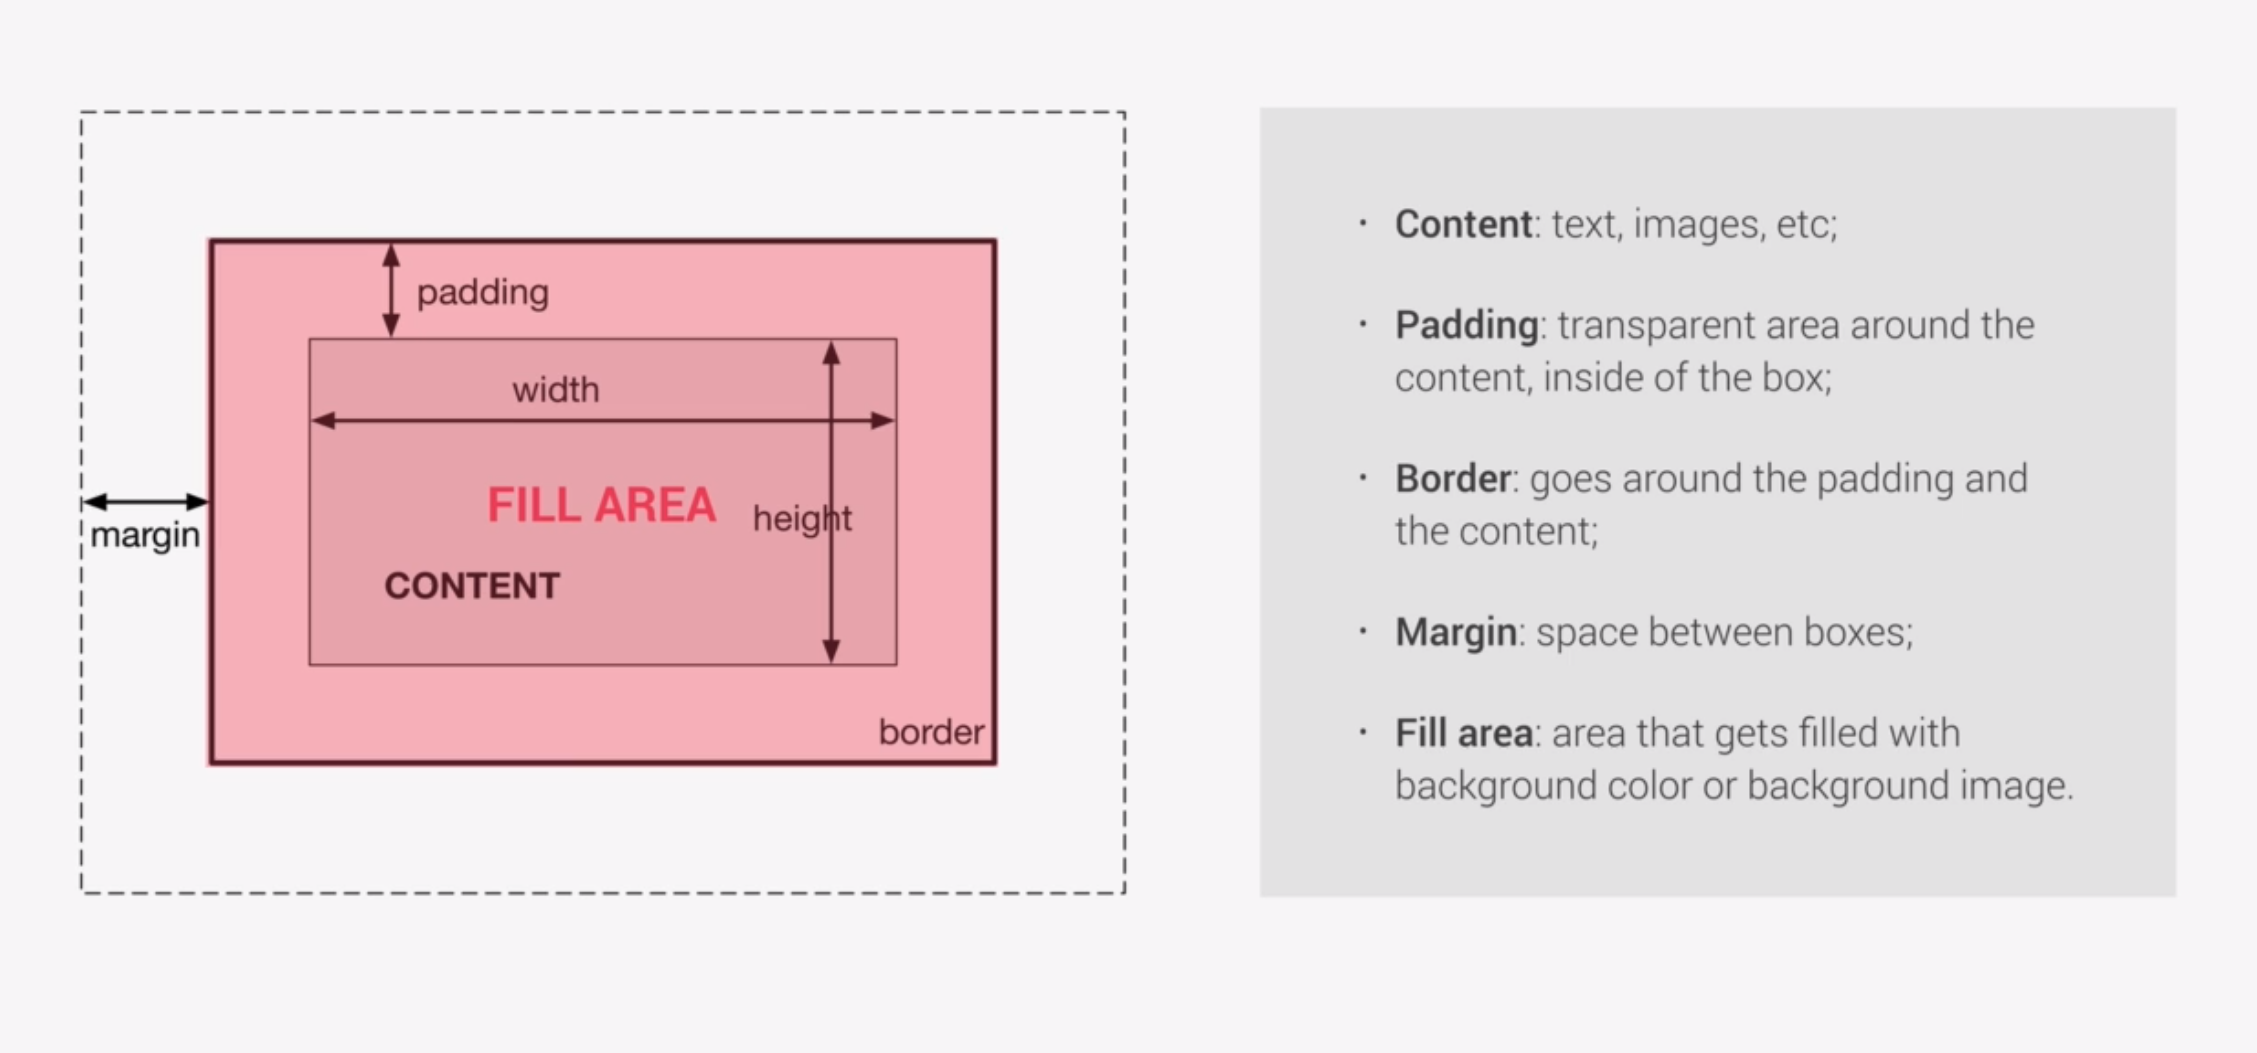 padding
width
FILL AREA
height
margin
CONTENT
border
· Content: text, images, etc;
· Padding: transparent area around the
content, inside of the box;
· Border: goes around the padding and
the content;
· Margin: space between boxes;
· Fill area: area that gets filled with
background color or background image.